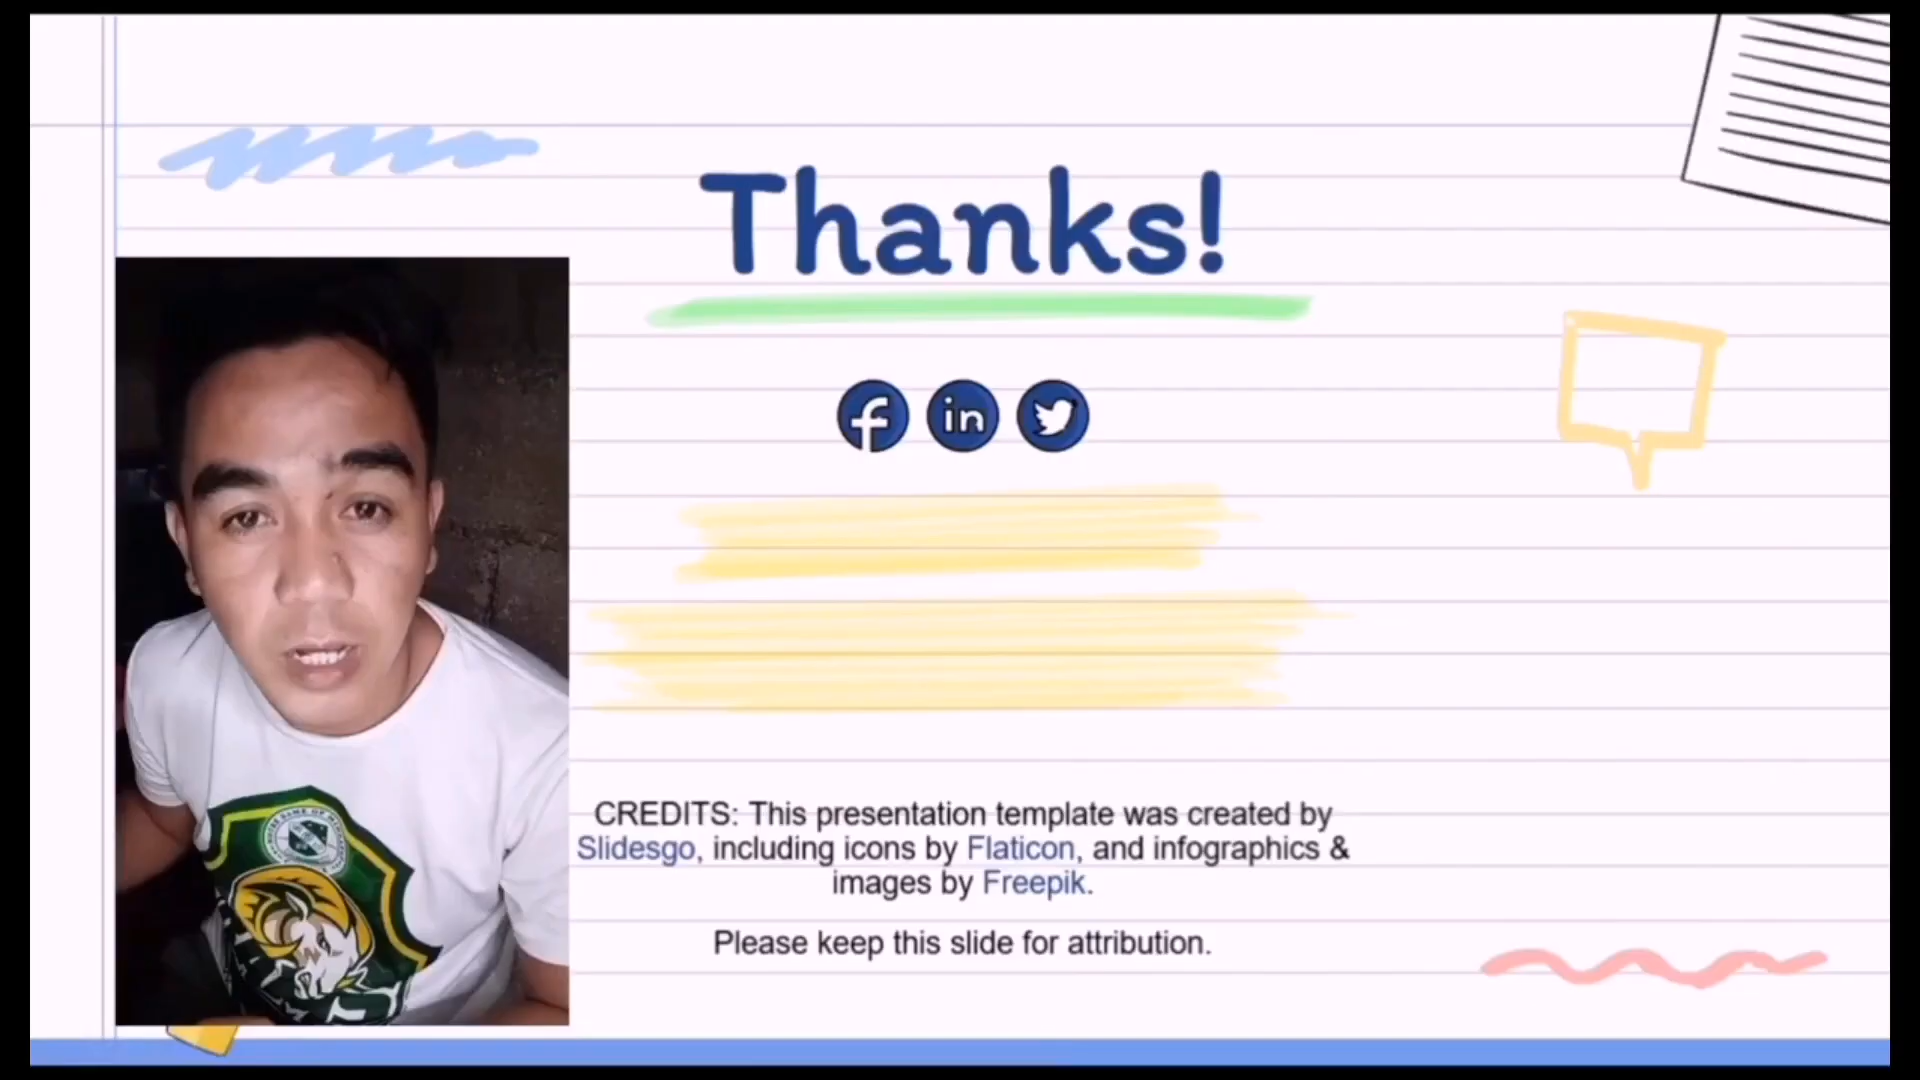 Thanks!
f in
CREDITS: This presentation template was created by
Slidesgo, including icons by Flaticon, and infographics &
images by Freepik.
Please keep this slide for attribution.